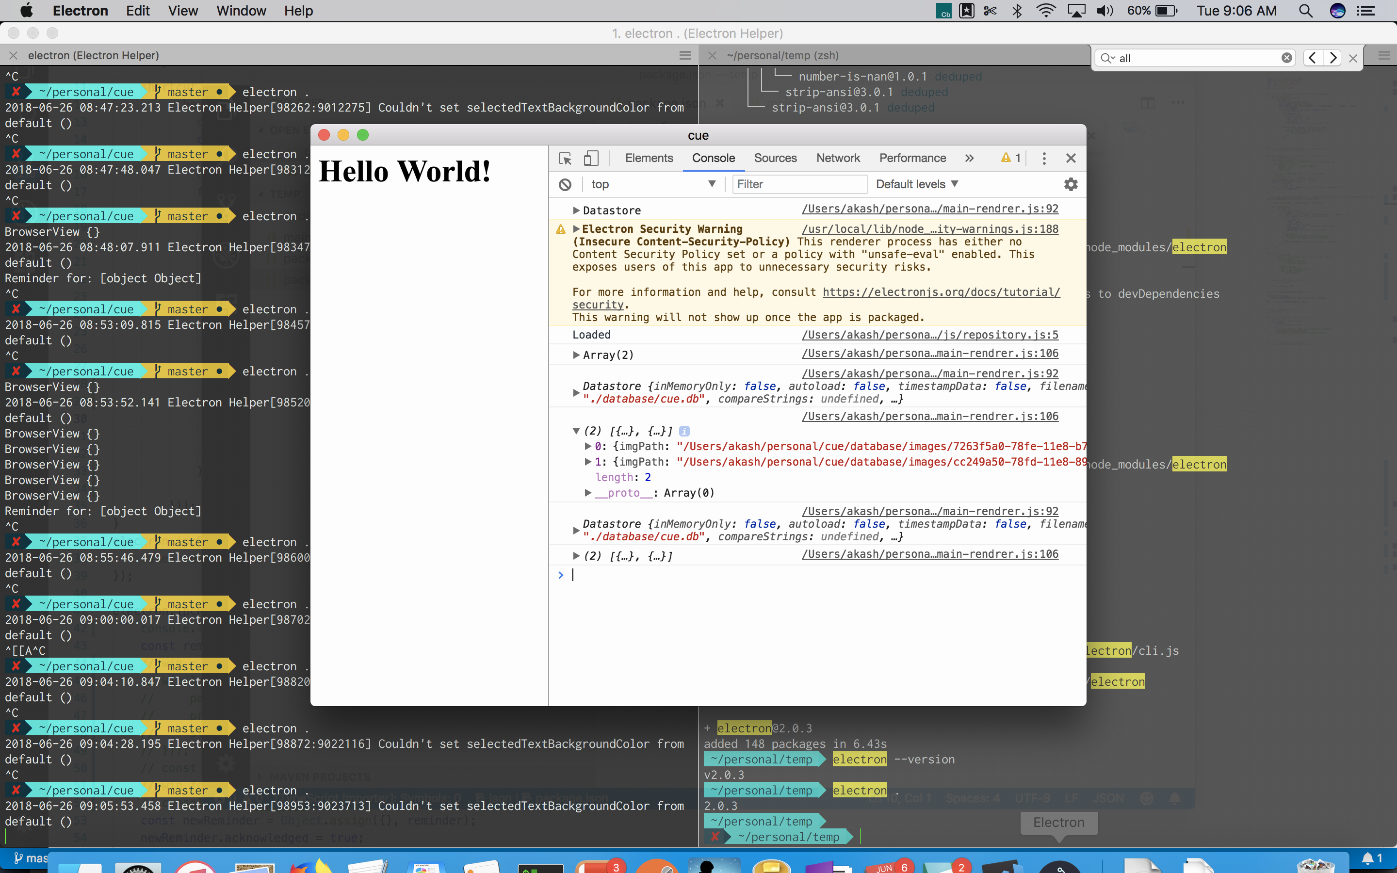 Electron Edit View Window Help
60% Tue 9:06 AM
1. electron . (Electron Helper)
electron (Electron Helper)
~/personal/temp (zsh)
all
^C
✘ ~/personal/cue master ● electron .
2018-06-26 08:47:23.213 Electron Helper[98262:9012275] Couldn't set selectedTextBackgroundColor from
default ()
^C
✘ ~/personal/cue master ● electron .
2018-06-26 08:47:48.047 Electron Helper[98312
default ()
^C
✘ ~/personal/cue master ● electron .
BrowserView {}
2018-06-26 08:48:07.911 Electron Helper[98347
default ()
Reminder for: [object Object]
^C
✘ ~/personal/cue master ● electron .
2018-06-26 08:53:09.815 Electron Helper[98457
default ()
^C
✘ ~/personal/cue master ● electron .
BrowserView {}
2018-06-26 08:53:52.141 Electron Helper[98520
default ()
BrowserView {}
BrowserView {}
BrowserView {}
BrowserView {}
BrowserView {}
Reminder for: [object Object]
^C
✘ ~/personal/cue master ● electron .
2018-06-26 08:55:46.479 Electron Helper[98600
default ()
^C
✘ ~/personal/cue master ● electron .
2018-06-26 09:00:00.017 Electron Helper[98702
default ()
^[[A^C
✘ ~/personal/cue master ● electron .
2018-06-26 09:04:10.847 Electron Helper[98820
default ()
^C
✘ ~/personal/cue master ● electron .
2018-06-26 09:04:28.195 Electron Helper[98872:9022116] Couldn't set selectedTextBackgroundColor from
default ()
^C
✘ ~/personal/cue master ● electron .
2018-06-26 09:05:53.458 Electron Helper[98953:9023713] Couldn't set selectedTextBackgroundColor from
default ()
const newReminder = Object.assign({}, reminder);
newReminder.acknowledged = true;
MAVEN PROJECTS
cue
Hello World!
Elements Console Sources Network Performance » 1
top Filter Default levels
Datastore /Users/akash/persona…/main-rendrer.js:92
Electron Security Warning /usr/local/lib/node_…ity-warnings.js:188
(Insecure Content-Security-Policy) This renderer process has either no
Content Security Policy set or a policy with "unsafe-eval" enabled. This
exposes users of this app to unnecessary security risks.
For more information and help, consult https://electronjs.org/docs/tutorial/
security.
This warning will not show up once the app is packaged.
Loaded /Users/akash/persona…/js/repository.js:5
Array(2) /Users/akash/persona…main-rendrer.js:106
/Users/akash/persona…/main-rendrer.js:92
Datastore {inMemoryOnly: false, autoload: false, timestampData: false, filename
"./database/cue.db", compareStrings: undefined, …}
/Users/akash/persona…main-rendrer.js:106
(2) [{…}, {…}] i
0: {imgPath: "/Users/akash/personal/cue/database/images/7263f5a0-78fe-11e8-b7
1: {imgPath: "/Users/akash/personal/cue/database/images/cc249a50-78fd-11e8-89
length: 2
__proto__: Array(0)
/Users/akash/persona…/main-rendrer.js:92
Datastore {inMemoryOnly: false, autoload: false, timestampData: false, filename
"./database/cue.db", compareStrings: undefined, …}
(2) [{…}, {…}] /Users/akash/persona…main-rendrer.js:106
└── number-is-nan@1.0.1 deduped
└── strip-ansi@3.0.1 deduped
└── strip-ansi@3.0.1 deduped
node_modules/electron
s to devDependencies
node_modules/electron
lectron/cli.js
/electron
+ electron@2.0.3
added 148 packages in 6.43s
~/personal/temp electron --version
v2.0.3
~/personal/temp electron .
2.0.3
~/personal/temp
✘ ~/personal/temp
Electron
mas
3
JUN 6
2
1